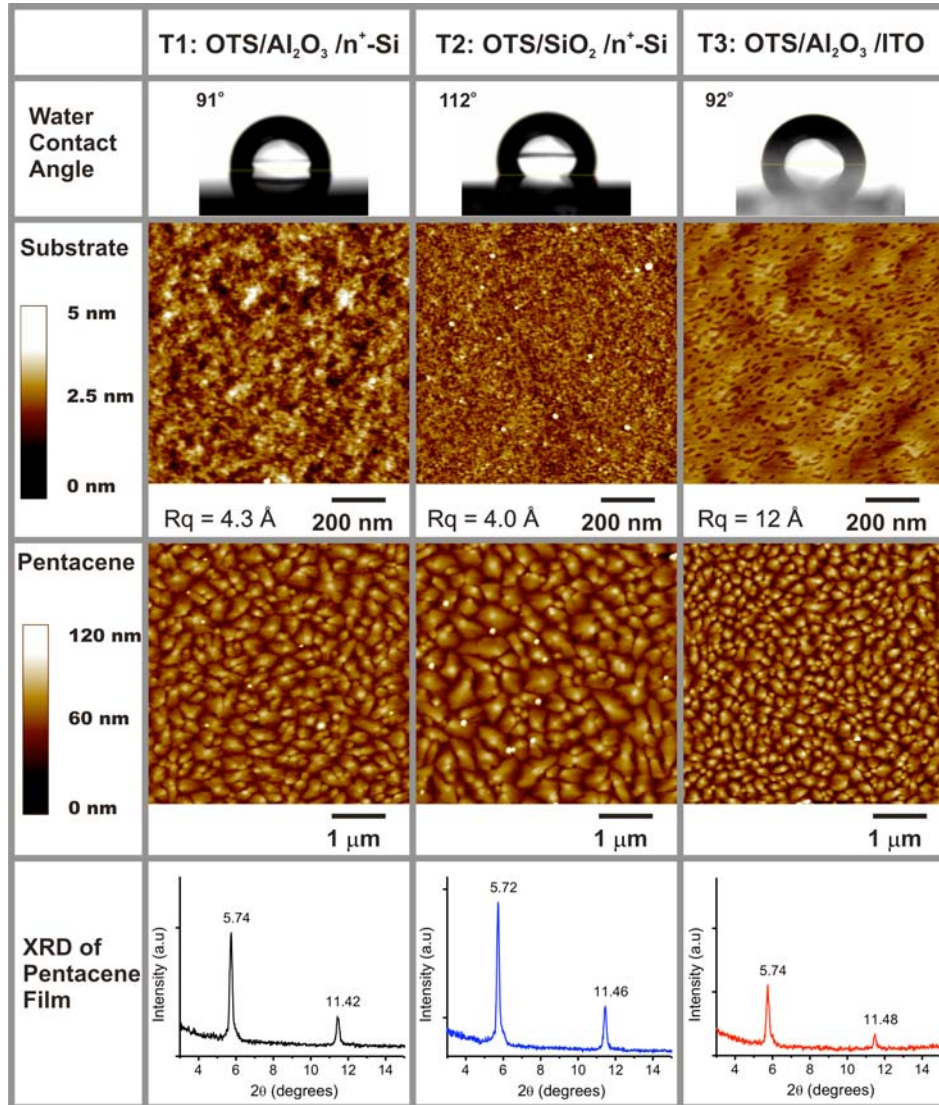 T1: OTS/Al₂O₃ /n⁺-Si
T2: OTS/SiO₂ /n⁺-Si
T3: OTS/Al₂O₃ /ITO
Water
Contact
Angle
91°
112°
92°
Substrate
5 nm
2.5 nm
0 nm
Rq = 4.3 Å
200 nm
Rq = 4.0 Å
200 nm
Rq = 12 Å
200 nm
Pentacene
120 nm
60 nm
0 nm
1 μm
1 μm
1 μm
XRD of
Pentacene
Film
Intensity (a.u)
5.74
11.42
4 6 8 10 12 14
2θ (degrees)
Intensity (a.u)
5.72
11.46
4 6 8 10 12 14
2θ (degrees)
Intensity (a.u)
5.74
11.48
4 6 8 10 12 14
2θ (degrees)